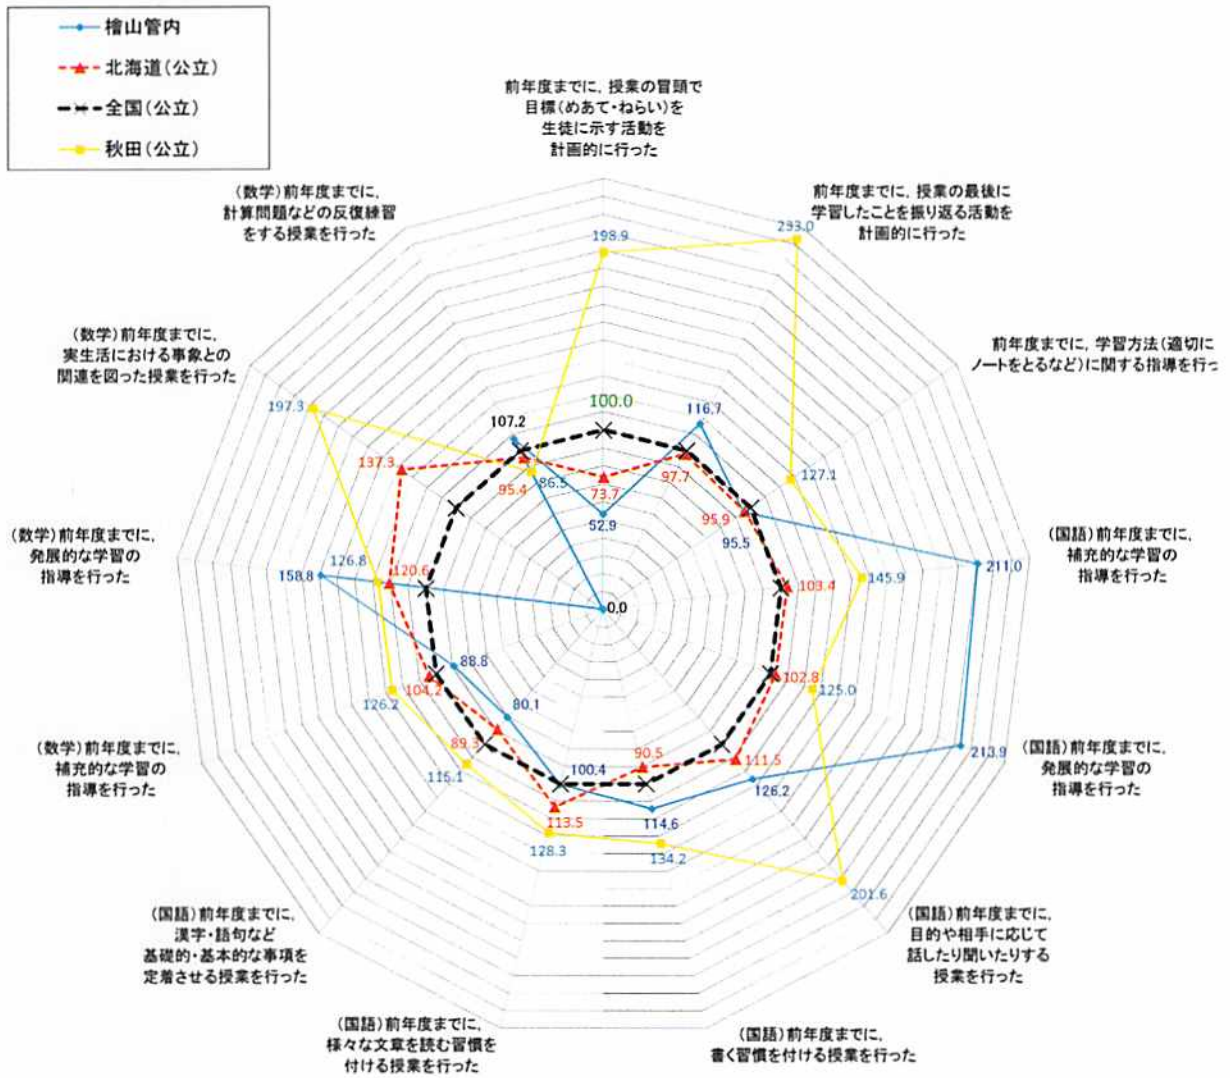 檜山管内
北海道(公立)
全国(公立)
秋田(公立)
前年度までに、授業の冒頭で
目標(めあて・ねらい)を
生徒に示す活動を
計画的に行った
前年度までに、授業の最後に
学習したことを振り返る活動を
計画的に行った
前年度までに、学習方法(適切に
ノートをとるなど)に関する指導を行っ
(国語)前年度までに、
補充的な学習の
指導を行った
(国語)前年度までに、
発展的な学習の
指導を行った
(国語)前年度までに、
目的や相手に応じて
話したり聞いたりする
授業を行った
(国語)前年度までに、
書く習慣を付ける授業を行った
(国語)前年度までに、
様々な文章を読む習慣を
付ける授業を行った
(国語)前年度までに、
漢字・語句など
基礎的・基本的な事項を
定着させる授業を行った
(数学)前年度までに、
補充的な学習の
指導を行った
(数学)前年度までに、
発展的な学習の
指導を行った
(数学)前年度までに、
実生活における事象との
関連を図った授業を行った
(数学)前年度までに、
計算問題などの反復練習
をする授業を行った
198.9
233.0
100.0
116.7
107.2
197.3
137.3
95.4
86.5
73.7
97.7
127.1
52.9
95.9
95.5
126.8
158.8
120.6
211.0
145.9
103.4
0.0
88.8
104.2
126.2
102.8
125.0
213.9
80.1
89.3
115.1
100.4
90.5
111.5
126.2
113.5
114.6
128.3
134.2
201.6